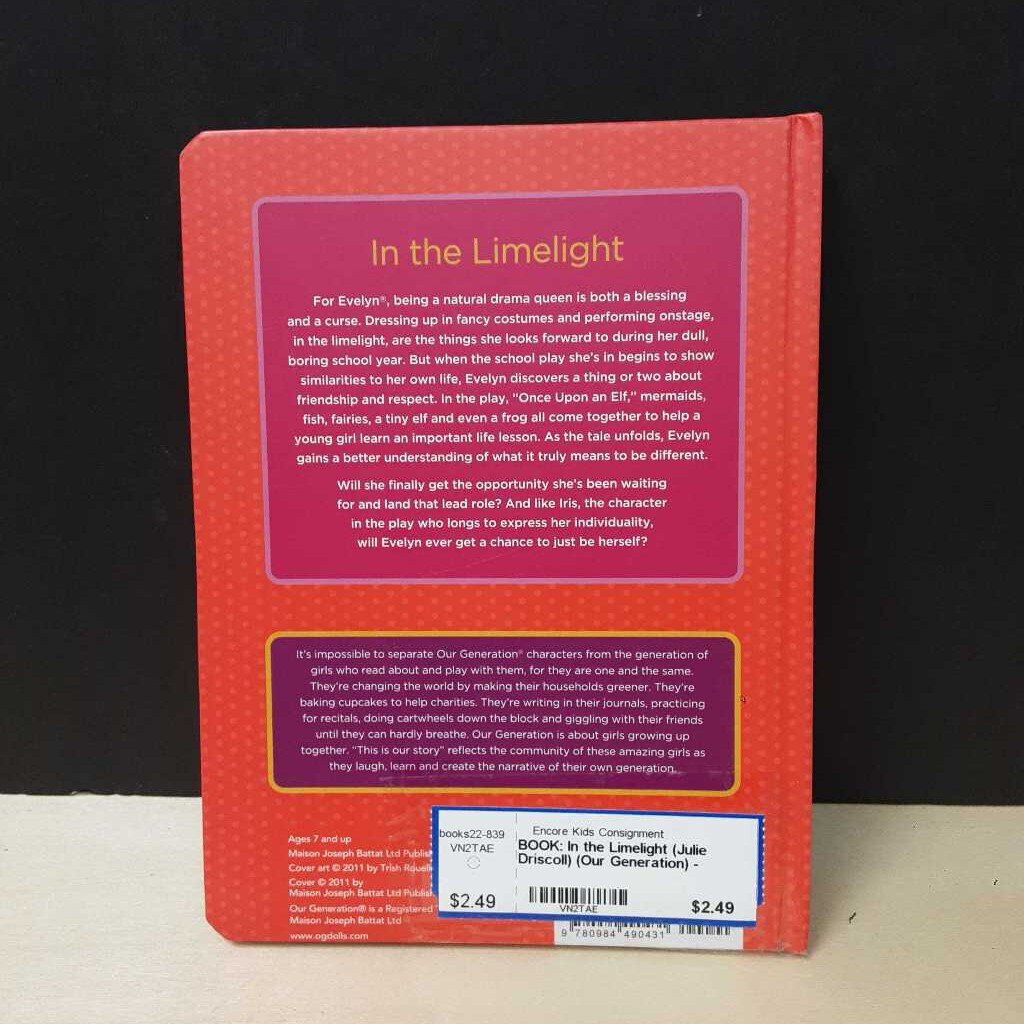 In the Limelight
For Evelyn®, being a natural drama queen is both a blessing
and a curse. Dressing up in fancy costumes and performing onstage,
in the limelight, are the things she looks forward to during her dull,
boring school year. But when the school play she's in begins to show
similarities to her own life, Evelyn discovers a thing or two about
friendship and respect. In the play, "Once Upon an Elf," mermaids,
fish, fairies, a tiny elf and even a frog all come together to help a
young girl learn an important life lesson. As the tale unfolds, Evelyn
gains a better understanding of what it truly means to be different.
Will she finally get the opportunity she's been waiting
for and land that lead role? And like Iris, the character
in the play who longs to express her individuality,
will Evelyn ever get a chance to just be herself?
It's impossible to separate Our Generation® characters from the generation of
girls who read about and play with them, for they are one and the same.
They're changing the world by making their households greener. They're
baking cupcakes to help charities. They're writing in their journals, practicing
for recitals, doing cartwheels down the block and giggling with their friends
until they can hardly breathe. Our Generation is about girls growing up
together. "This is our story" reflects the community of these amazing girls as
they laugh, learn and create the narrative of their own generation.
Ages 7 and up
Maison Joseph Battat Ltd
Cover art © 2011 by Trish
Cover © 2011 by
Maison Joseph Battat Ltd
Our Generation® is a Registered
Maison Joseph Battat Ltd
www.ogdolls.com
books22-839
VN2TAE
$2.49
Encore Kids Consignment
BOOK: In the Limelight (Julie
Driscoll) (Our Generation) -
VN2TAE
$2.49
9 780984 490431